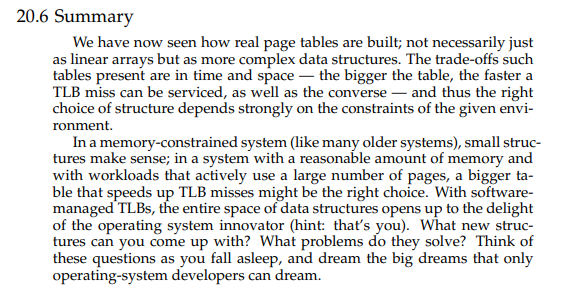 20.6 Summary
We have now seen how real page tables are built; not necessarily just
as linear arrays but as more complex data structures. The trade-offs such
tables present are in time and space — the bigger the table, the faster a
TLB miss can be serviced, as well as the converse — and thus the right
choice of structure depends strongly on the constraints of the given envi-
ronment.
In a memory-constrained system (like many older systems), small struc-
tures make sense; in a system with a reasonable amount of memory and
with workloads that actively use a large number of pages, a bigger ta-
ble that speeds up TLB misses might be the right choice. With software-
managed TLBs, the entire space of data structures opens up to the delight
of the operating system innovator (hint: that's you). What new struc-
tures can you come up with? What problems do they solve? Think of
these questions as you fall asleep, and dream the big dreams that only
operating-system developers can dream.